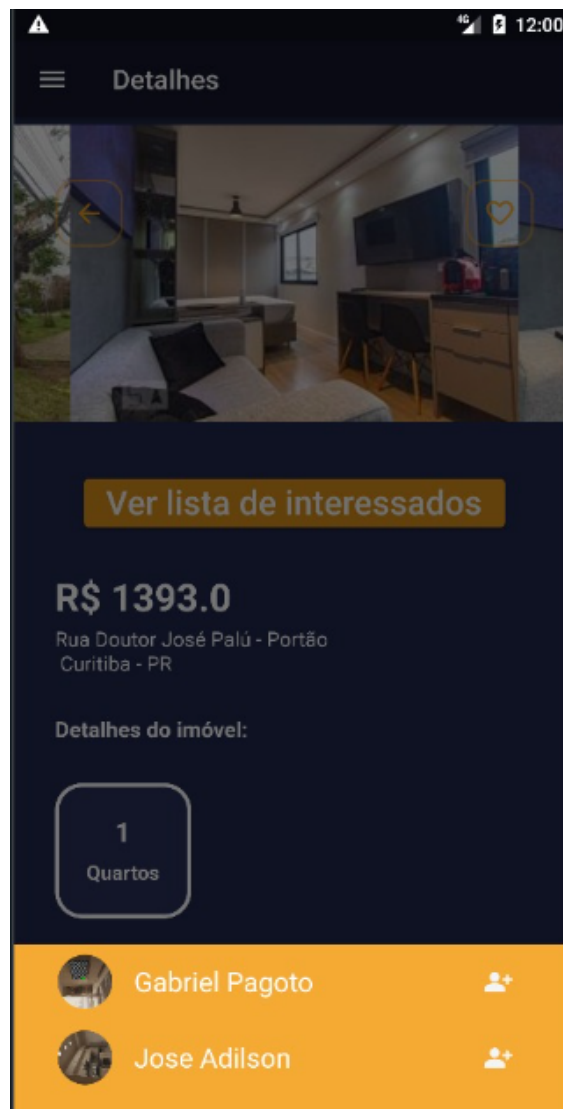 4G 12:00
Detalhes
Ver lista de interessados
R$ 1393.0
Rua Doutor José Palú - Portão
Curitiba - PR
Detalhes do imóvel:
1
Quartos
Gabriel Pagoto
Jose Adilson